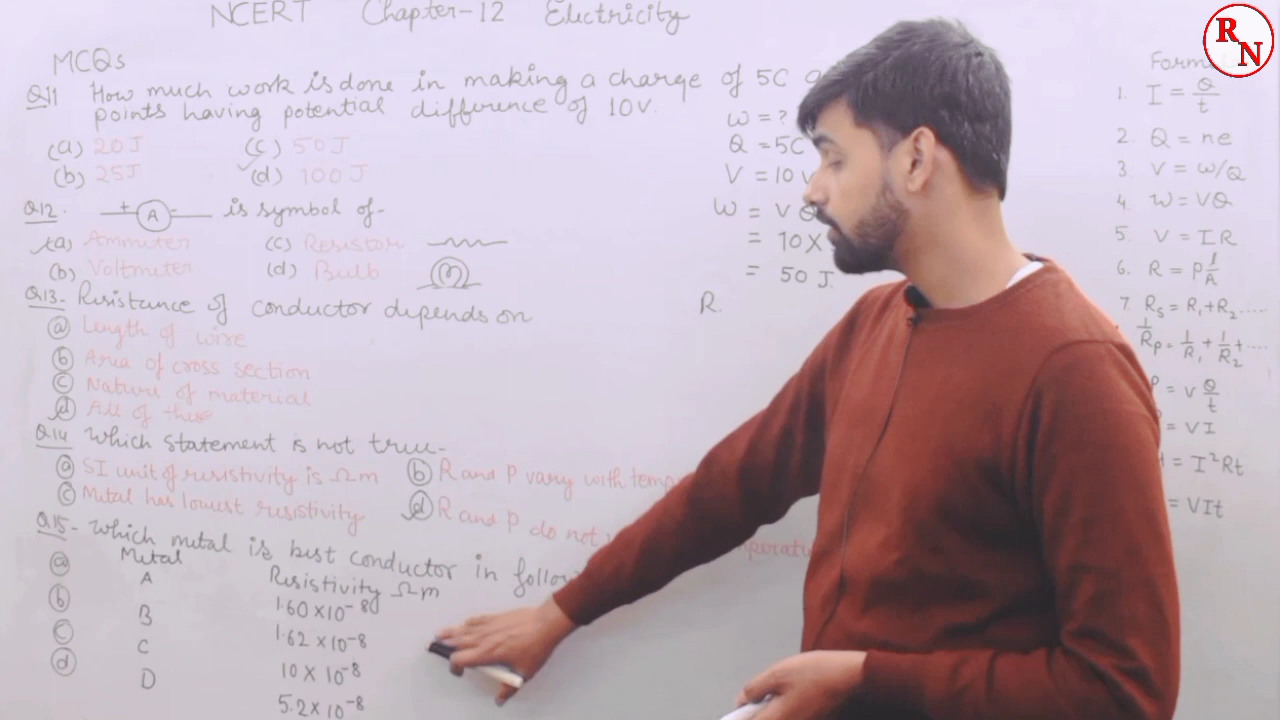 NCERT Chapter-12 Electricity
RN
MCQs
Q11 How much work is done in making a charge of 5C
points having potential difference of 10V.
(a) 20J (c) 50J
(b) 25J (d) 100J
Q12. + A - is symbol of-
(a) Ammeter (c) Resistor
(b) Voltmeter (d) Bulb
Q13- Resistance of conductor depends on
(a) Length of wire
(b) Area of cross section
(c) Nature of material
(d) All of these
Q14 Which statement is not true-
(a) SI unit of resistivity is Ωm (b) R and ρ vary with
(c) Metal has lowest resistivity (d) R and ρ do not
Q15- Which metal is best conductor in
Metal Resistivity Ωm
(a) A 1.60 × 10⁻⁸
(b) B 1.62 × 10⁻⁸
(c) C 10 × 10⁻⁸
(d) D 5.2 × 10⁻⁸
W = ?
Q = 5C
V = 10V
W = V
= 10 ×
= 50 J.
R.
1. I = Q/t
2. Q = ne
3 V = W/Q
4. W = VQ
5. V = IR
6. R = ρ l/A
7. Rs = R₁ + R₂ .....
1/Rp = 1/R₁ + 1/R₂ + ....
= V Q/t
= VI
= I²Rt
= VIt